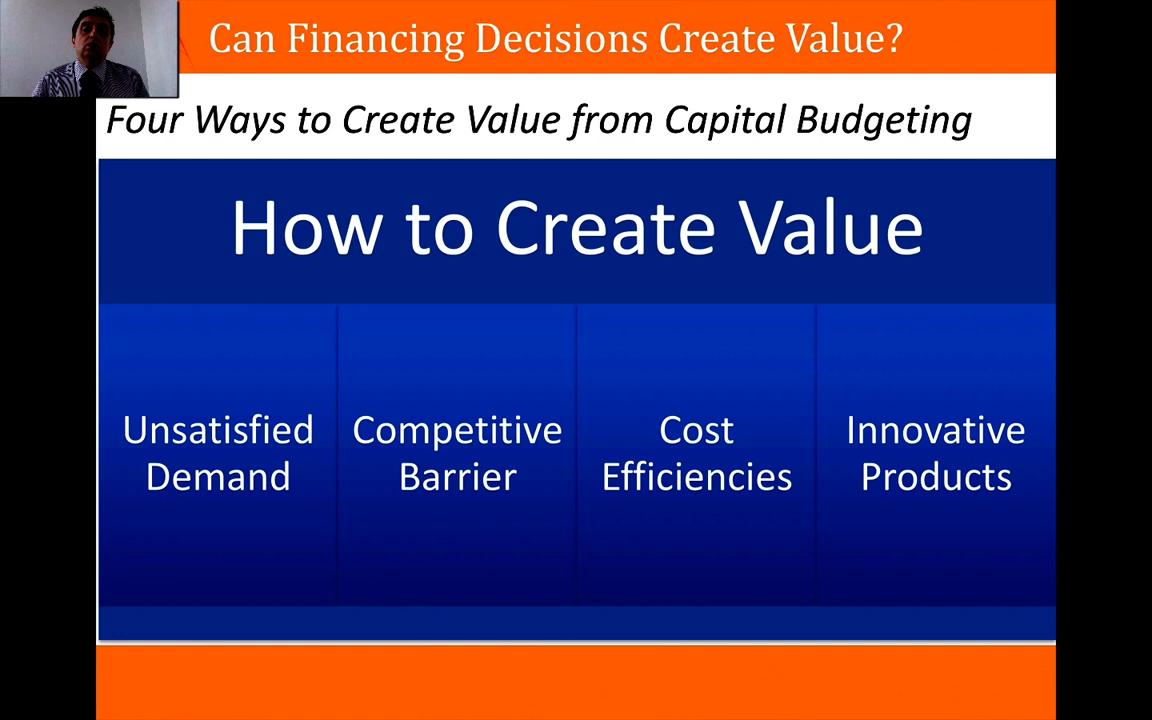 Can Financing Decisions Create Value?
Four Ways to Create Value from Capital Budgeting
How to Create Value
Unsatisfied
Demand
Competitive
Barrier
Cost
Efficiencies
Innovative
Products